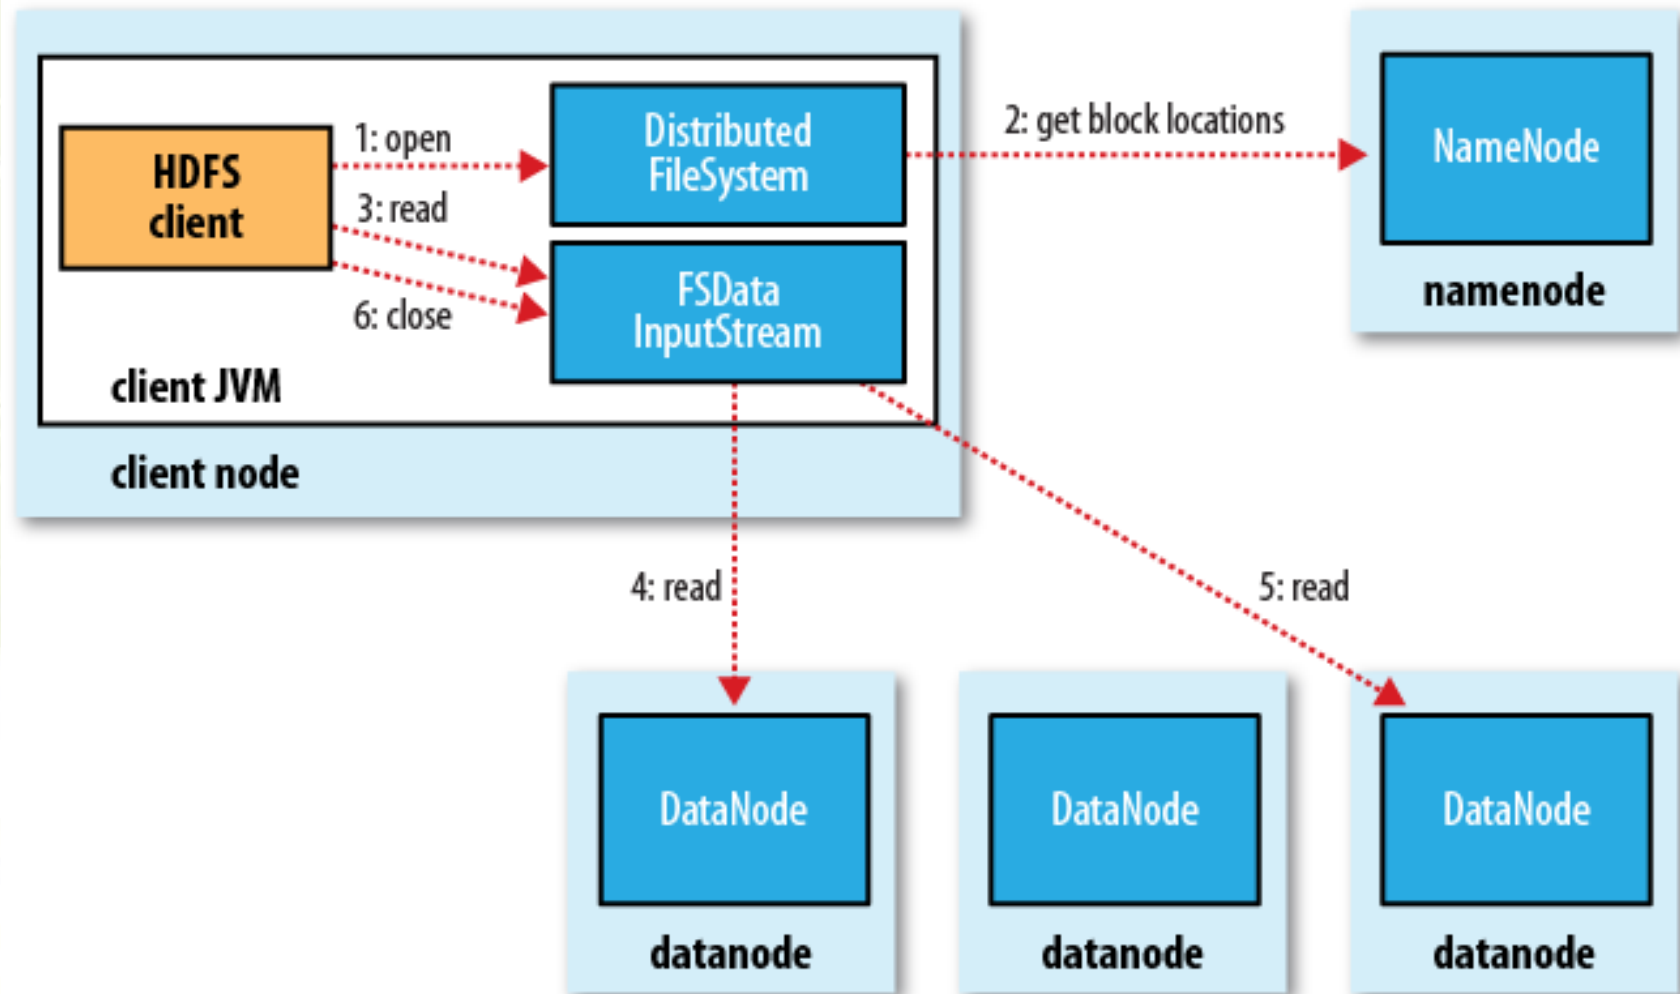 HDFS
client
1: open
3: read
6: close
Distributed
FileSystem
FSData
InputStream
client JVM
client node
2: get block locations
NameNode
namenode
4: read
5: read
DataNode
datanode
DataNode
datanode
DataNode
datanode